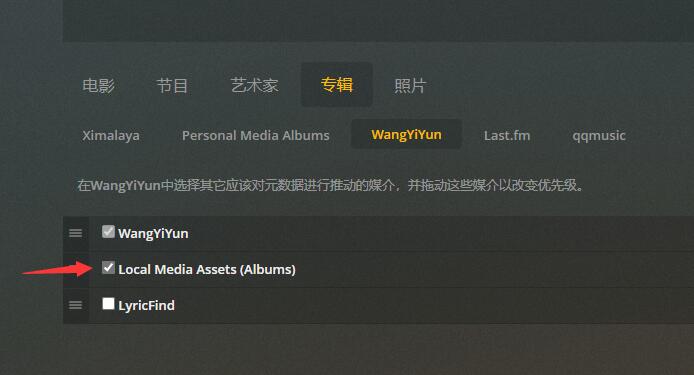 电影 节目 艺术家 专辑 照片
Ximalaya Personal Media Albums WangYiYun Last.fm qqmusic
在WangYiYun中选择其它应该对元数据进行推动的媒介，并拖动这些媒介以改变优先级。
WangYiYun
Local Media Assets (Albums)
LyricFind